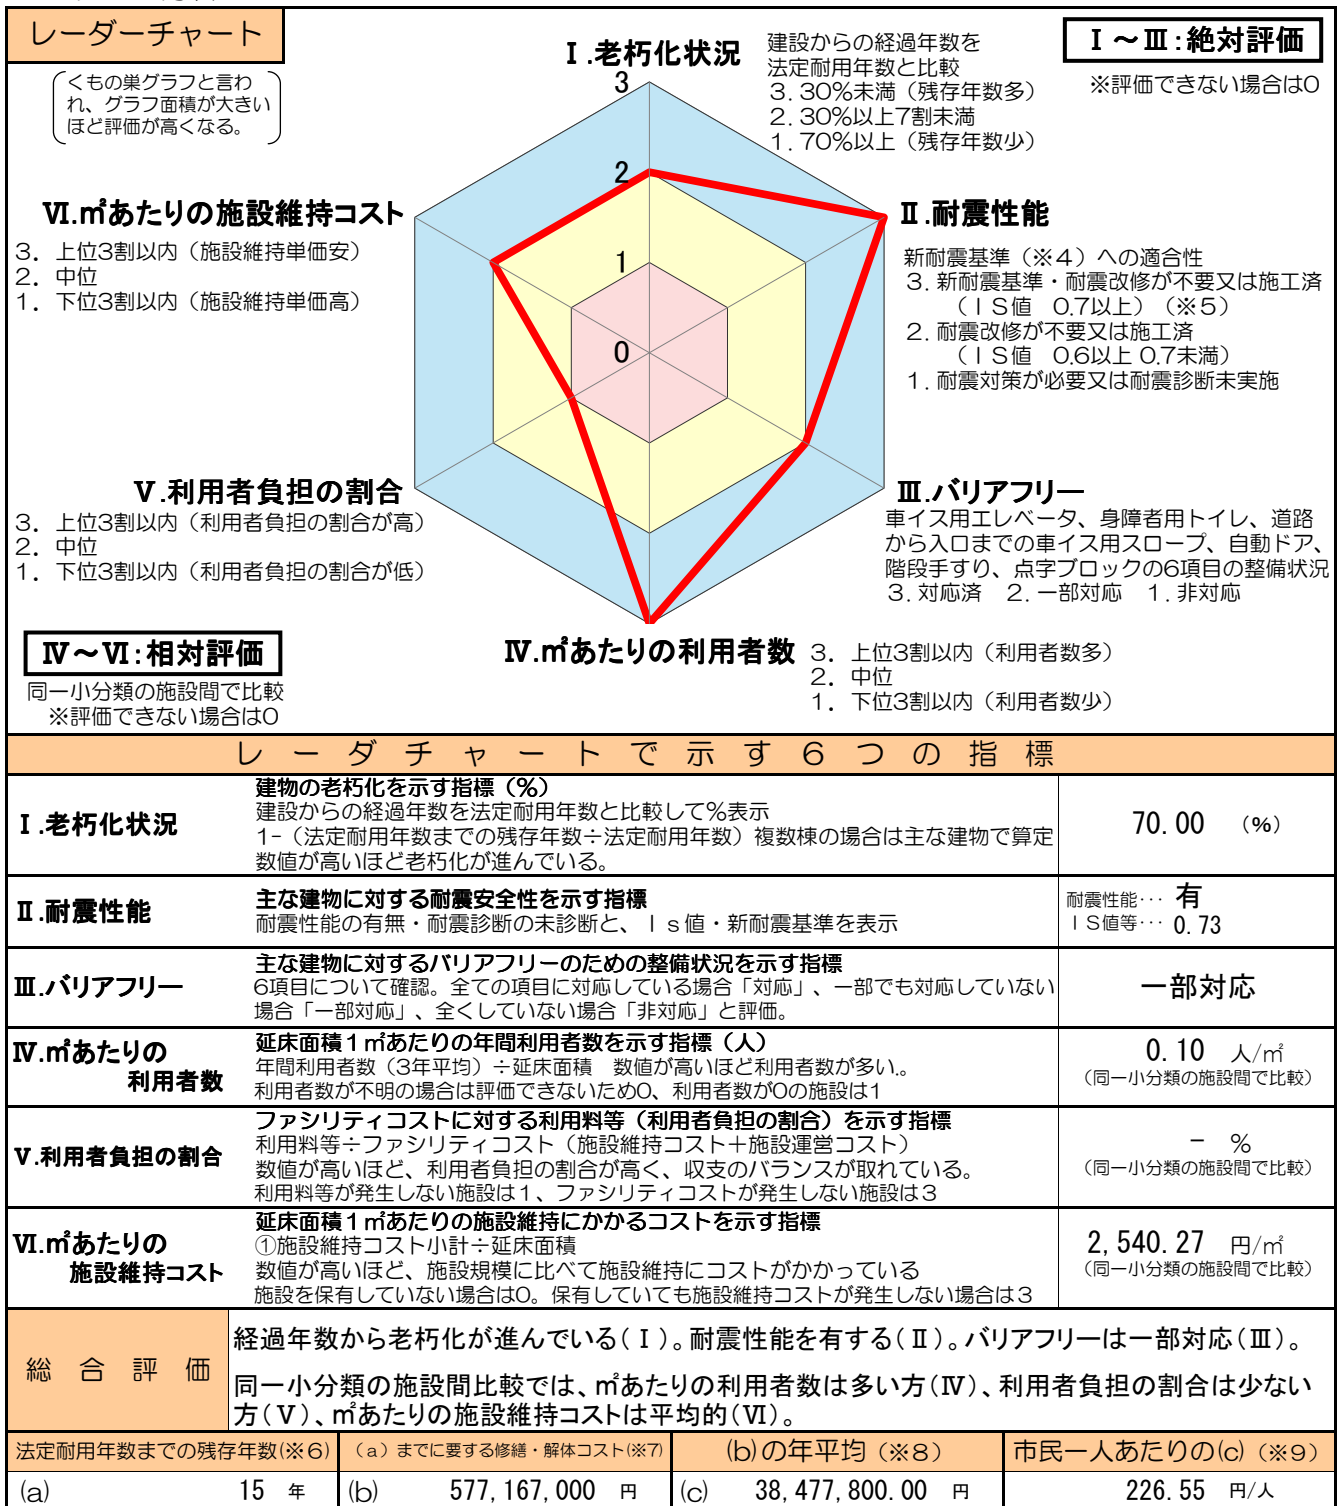 レーダーチャート
くもの巣グラフと言わ
れ、グラフ面積が大きい
ほど評価が高くなる。
Ⅰ.老朽化状況
建設からの経過年数を
法定耐用年数と比較
3.30%未満（残存年数多）
2.30%以上7割未満
1.70%以上（残存年数少）
Ⅰ～Ⅲ:絶対評価
※評価できない場合は0
3
2
1
0
Ⅵ.㎡あたりの施設維持コスト
3. 上位3割以内（施設維持単価安）
2. 中位
1. 下位3割以内（施設維持単価高）
Ⅱ.耐震性能
新耐震基準（※4）への適合性
3.新耐震基準・耐震改修が不要又は施工済
（ＩＳ値 0.7以上）（※5）
2.耐震改修が不要又は施工済
（ＩＳ値 0.6以上 0.7未満）
1.耐震対策が必要又は耐震診断未実施
Ⅴ.利用者負担の割合
3. 上位3割以内（利用者負担の割合が高）
2. 中位
1. 下位3割以内（利用者負担の割合が低）
Ⅲ.バリアフリー
車イス用エレベータ、身障者用トイレ、道路
から入口までの車イス用スロープ、自動ドア、
階段手すり、点字ブロックの6項目の整備状況
3.対応済 2.一部対応 1.非対応
Ⅳ～Ⅵ:相対評価
同一小分類の施設間で比較
※評価できない場合は0
Ⅳ.㎡あたりの利用者数
3. 上位3割以内（利用者数多）
2. 中位
1. 下位3割以内（利用者数少）
レーダチャートで示す６つの指標
Ⅰ.老朽化状況
建物の老朽化を示す指標（％）
建設からの経過年数を法定耐用年数と比較して％表示
1-（法定耐用年数までの残存年数÷法定耐用年数）複数棟の場合は主な建物で算定
数値が高いほど老朽化が進んでいる。
70.00 （%）
Ⅱ.耐震性能
主な建物に対する耐震安全性を示す指標
耐震性能の有無・耐震診断の未診断と、Ｉｓ値・新耐震基準を表示
耐震性能… 有
ＩＳ値等… 0.73
Ⅲ.バリアフリー
主な建物に対するバリアフリーのための整備状況を示す指標
6項目について確認。全ての項目に対応している場合「対応」、一部でも対応していない
場合「一部対応」、全くしていない場合「非対応」と評価。
一部対応
Ⅳ.㎡あたりの
利用者数
延床面積１㎡あたりの年間利用者数を示す指標（人）
年間利用者数（3年平均）÷延床面積 数値が高いほど利用者数が多い。
利用者数が不明の場合は評価できないため0、利用者数が0の施設は1
0.10 人/㎡
（同一小分類の施設間で比較）
Ⅴ.利用者負担の割合
ファシリティコストに対する利用料等（利用者負担の割合）を示す指標
利用料等÷ファシリティコスト（施設維持コスト＋施設運営コスト）
数値が高いほど、利用者負担の割合が高く、収支のバランスが取れている。
利用料等が発生しない施設は１、ファシリティコストが発生しない施設は３
- %
（同一小分類の施設間で比較）
Ⅵ.㎡あたりの
施設維持コスト
延床面積１㎡あたりの施設維持にかかるコストを示す指標
①施設維持コスト小計÷延床面積
数値が高いほど、施設規模に比べて施設維持にコストがかかっている
施設を保有していない場合は0。保有していても施設維持コストが発生しない場合は３
2,540.27 円/㎡
（同一小分類の施設間で比較）
総合評価
経過年数から老朽化が進んでいる(Ⅰ)。耐震性能を有する(Ⅱ)。バリアフリーは一部対応(Ⅲ)。
同一小分類の施設間比較では、㎡あたりの利用者数は多い方(Ⅳ)、利用者負担の割合は少ない
方(Ⅴ)、㎡あたりの施設維持コストは平均的(Ⅵ)。
法定耐用年数までの残存年数(※6)
（a）までに要する修繕・解体コスト(※7)
(b)の年平均（※8）
市民一人あたりの(c)（※9）
(a) 15 年
(b) 577,167,000 円
(c) 38,477,800.00 円
226.55 円/人